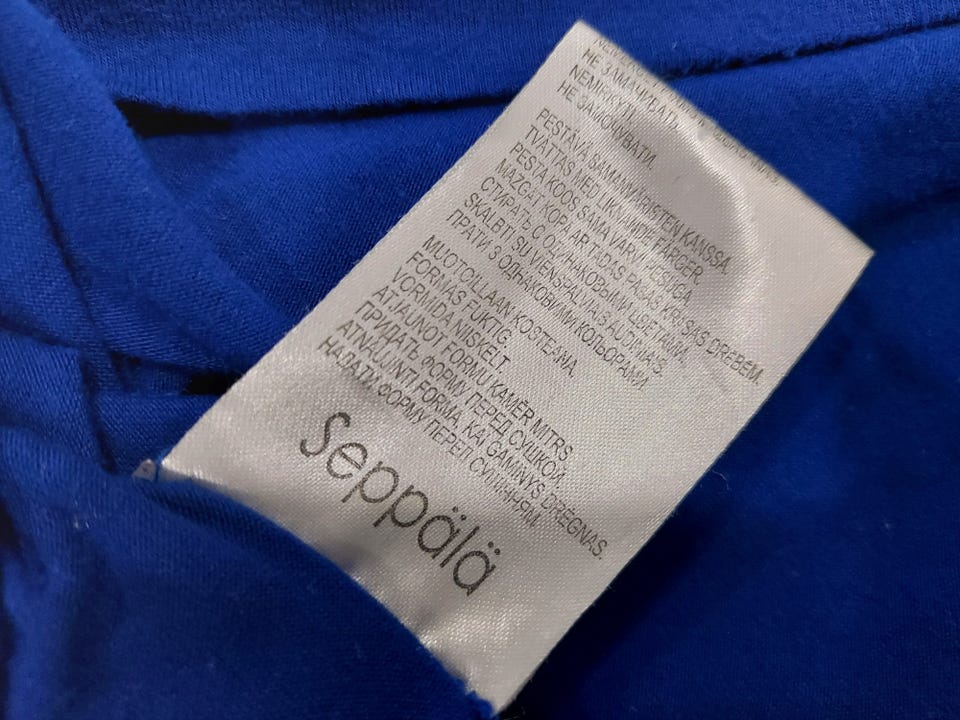 НЕ ЗАМАЧИВАТЬ.
NEMIRKYTI.
НЕ ЗАМОЧУВАТИ.
PESTÄVÄ SAMANVÄRISTEN KANSSA.
TVÄTTAS MED LIKNANDE FÄRGER.
PESTA KOOS SAMA VÄRVI ESEMEGA.
MAZGĀT KOPĀ AR TĀDAS PAŠAS KRĀSAS DRĒBĒM.
СТИРАТЬ С ОДИНАКОВЫМИ ЦВЕТАМИ.
SKALBTI SU VIENSPALVIAIS AUDINIAIS.
ПРАТИ З ОДНАКОВИМИ КОЛЬОРАМИ.
MUOTOILLAAN KOSTEANA.
FORMAS FUKTIG.
VORMIDA NIISKELT.
ATJAUNOT FORMU KAMĒR MITRS
ПРИДАТЬ ФОРМУ ПЕРЕД СУШКОЙ.
ATNAUJINTI FORMĄ, KAI GAMINYS DRĖGNAS.
НАДАТИ ФОРМУ ПЕРЕД СУШІННЯМ.
Seppälä